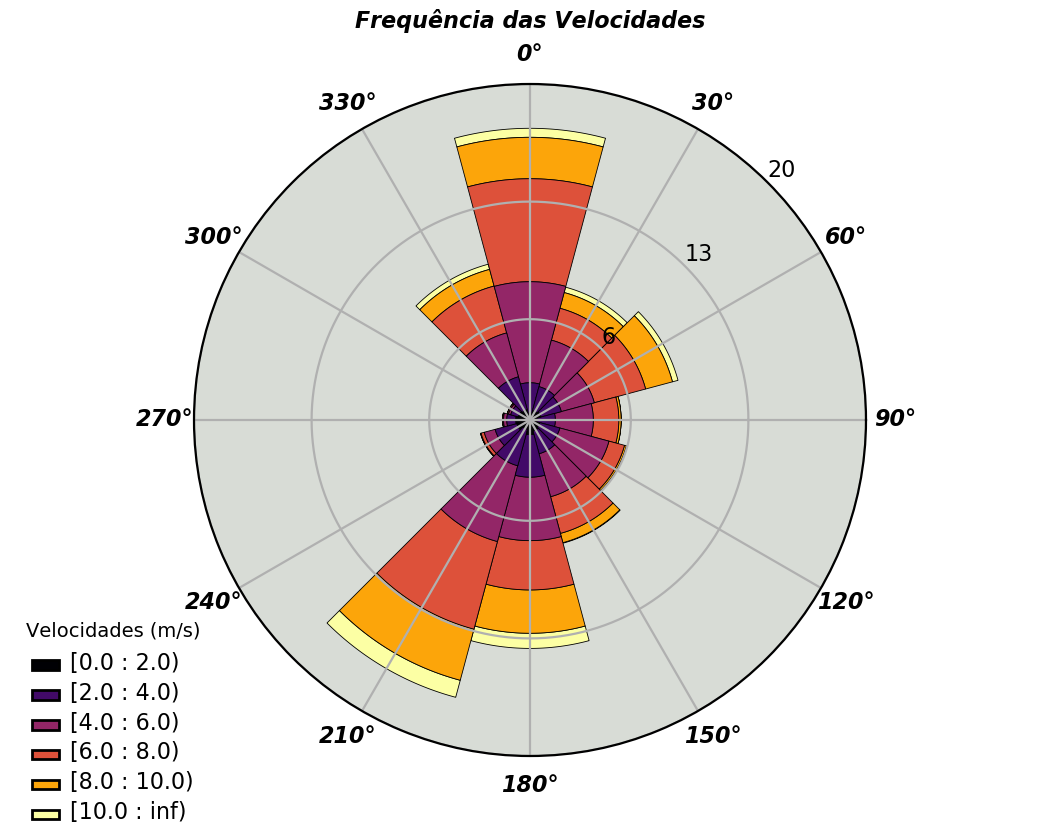 Frequência das Velocidades
0°
330°
30°
20
300°
60°
13
6
270°
90°
240°
120°
210°
150°
180°
Velocidades (m/s)
[0.0 : 2.0)
[2.0 : 4.0)
[4.0 : 6.0)
[6.0 : 8.0)
[8.0 : 10.0)
[10.0 : inf)